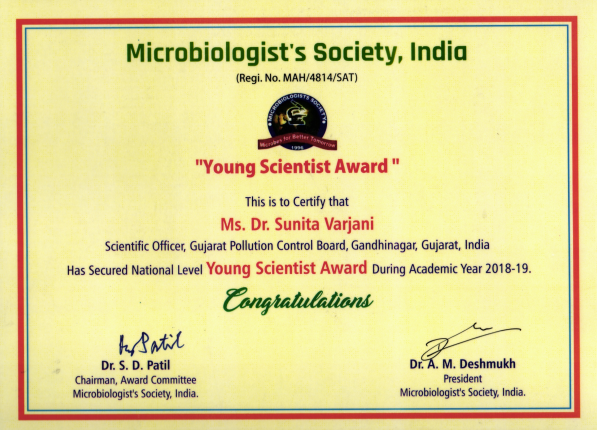 Microbiologist's Society, India
(Regi. No. MAH/4814/SAT)
MICROBIOLOGISTS SOCIETY
Microbes for Better Tomorrow
1996
"Young Scientist Award "
This is to Certify that
Ms. Dr. Sunita Varjani
Scientific Officer, Gujarat Pollution Control Board, Gandhinagar, Gujarat, India
Has Secured National Level Young Scientist Award During Academic Year 2018-19.
Congratulations
Dr. S. D. Patil
Chairman, Award Committee
Microbiologist's Society, India.
Dr. A. M. Deshmukh
President
Microbiologist's Society, India.